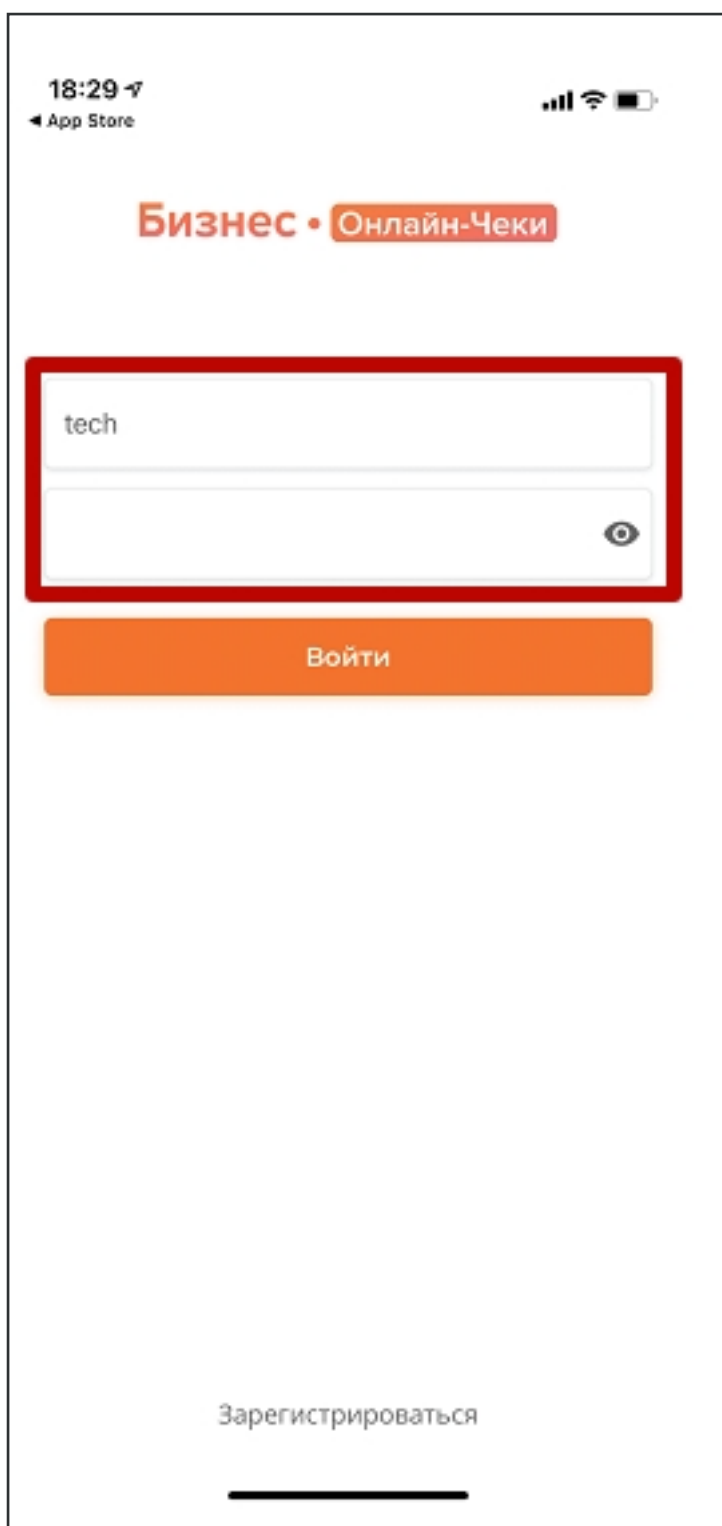 18:29
App Store
Бизнес • Онлайн-Чеки
tech
Войти
Зарегистрироваться